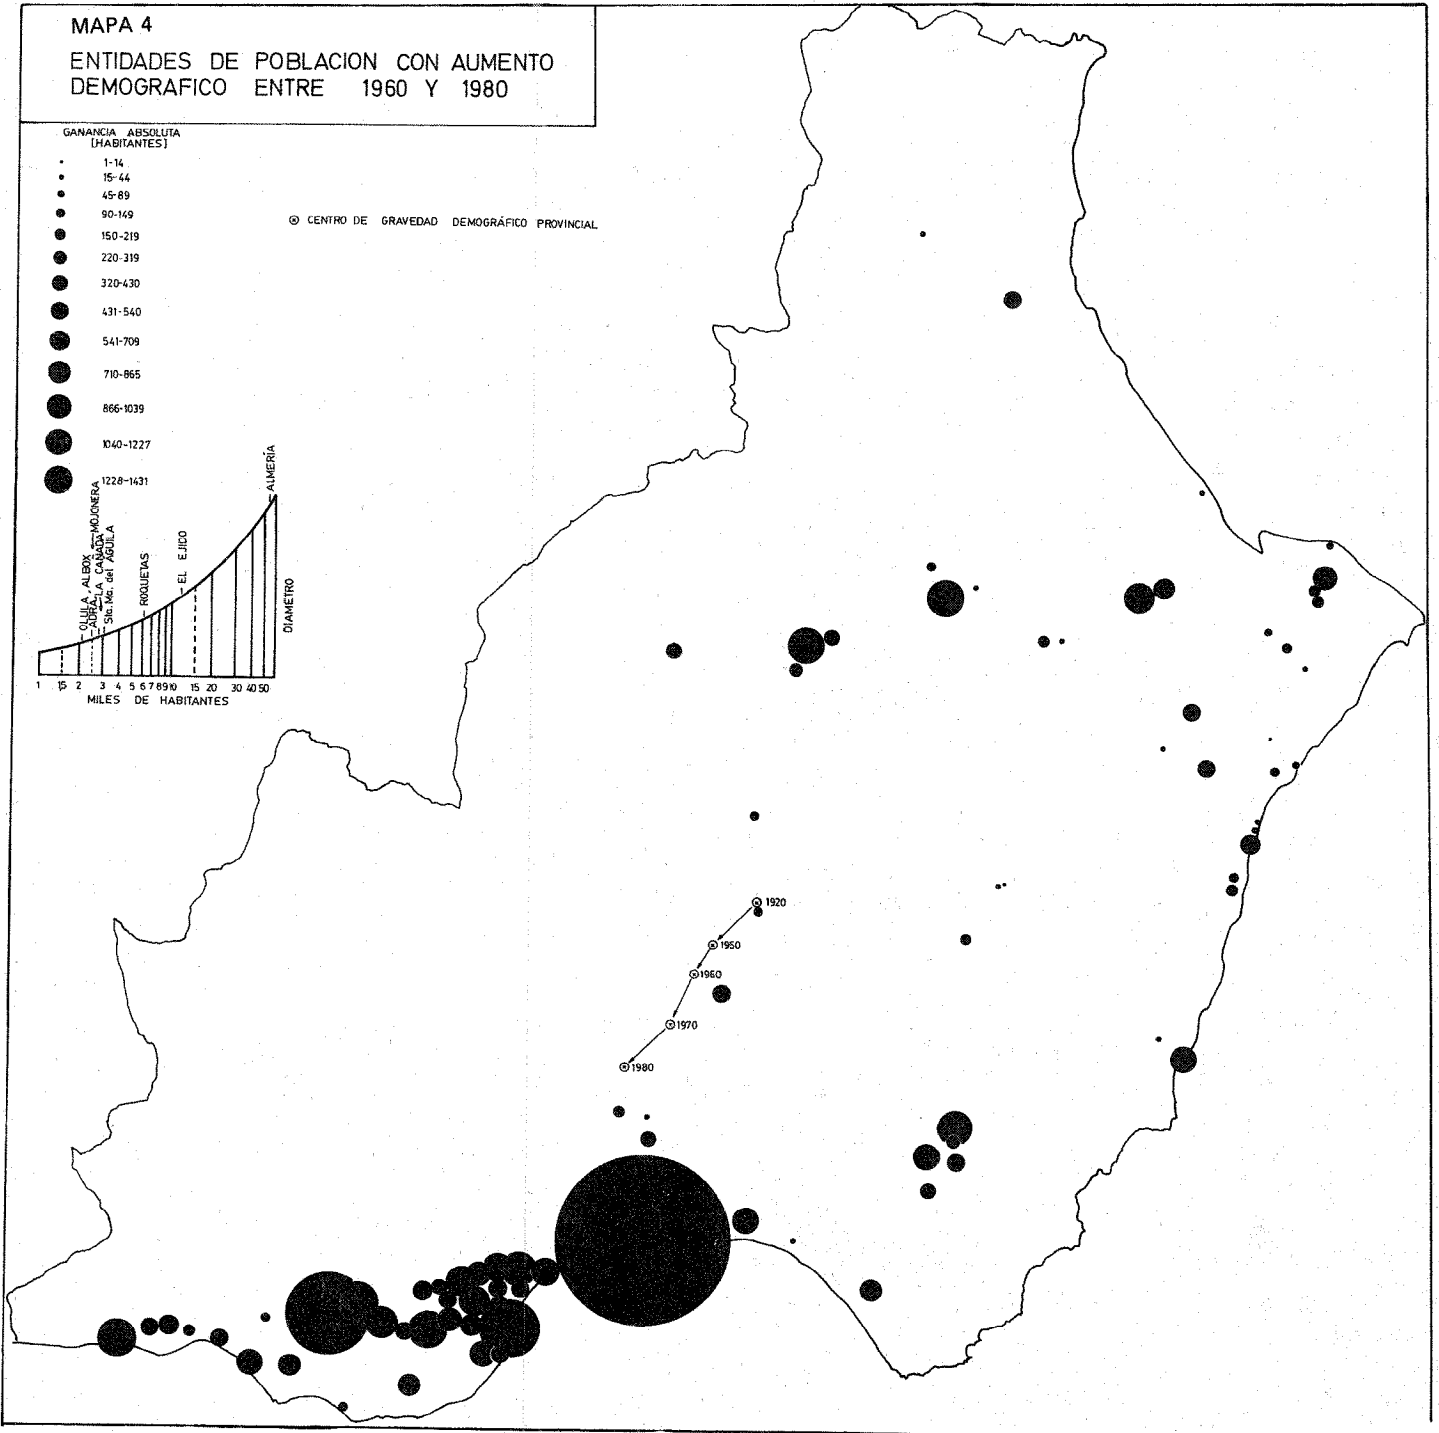 MAPA 4
ENTIDADES DE POBLACION CON AUMENTO
DEMOGRAFICO ENTRE 1960 Y 1980
GANANCIA ABSOLUTA
[HABITANTES]
1-14
15-44
45-89
90-149
150-219
220-319
320-430
431-540
541-709
710-865
866-1039
1040-1227
1228-1431
CENTRO DE GRAVEDAD DEMOGRÁFICO PROVINCIAL
OLULA, ALBOX
ADRA
MOJONERA
LA CAÑADA
Sta. Ma. del AGUILA
ROQUETAS
EL EJIDO
ALMERÍA
DIAMETRO
1 15 2 3 4 5 6 7 8 9 10 15 20 30 40 50
MILES DE HABITANTES
1920
1950
1960
1970
1980